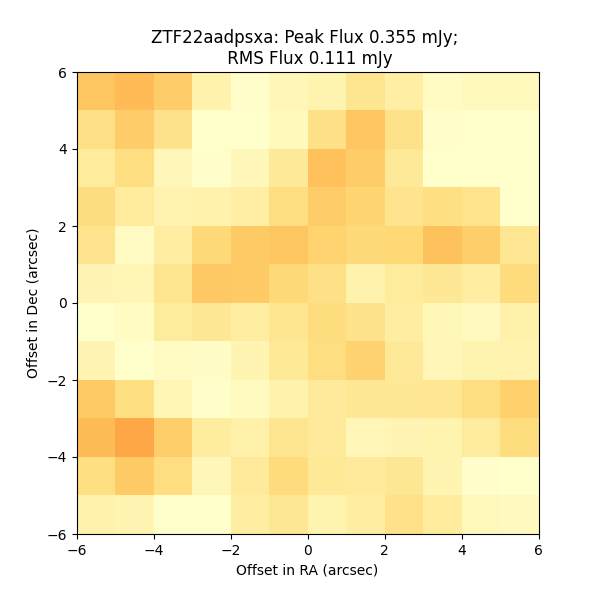 ZTF22aadpsxa: Peak Flux 0.355 mJy;
RMS Flux 0.111 mJy
6
4
2
0
−2
−4
−6
Offset in Dec (arcsec)
−6 −4 −2 0 2 4 6
Offset in RA (arcsec)